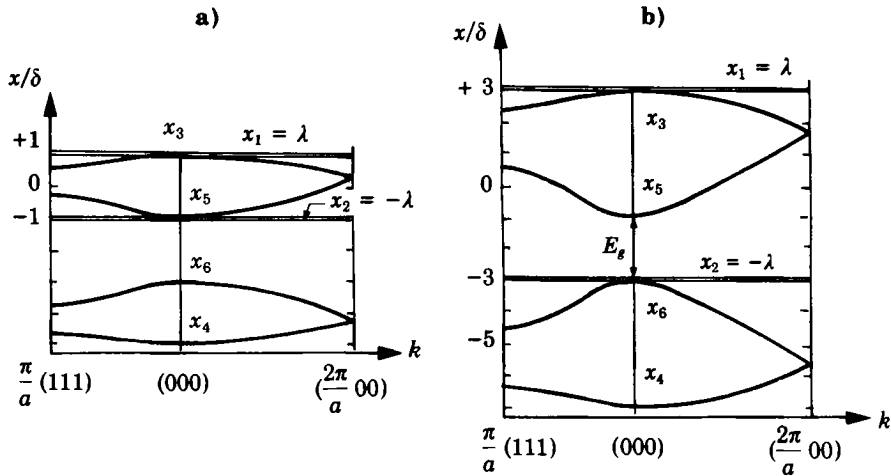 a)
x/δ
+1
x₃
x₁ = λ
0
x₅
x₂ = −λ
−1
x₆
x₄
k
π/a (111)
(000)
(2π/a 00)
b)
x/δ
+ 3
x₁ = λ
x₃
0
x₅
E_g
x₂ = −λ
−3
x₆
−5
x₄
k
π/a (111)
(000)
(2π/a 00)